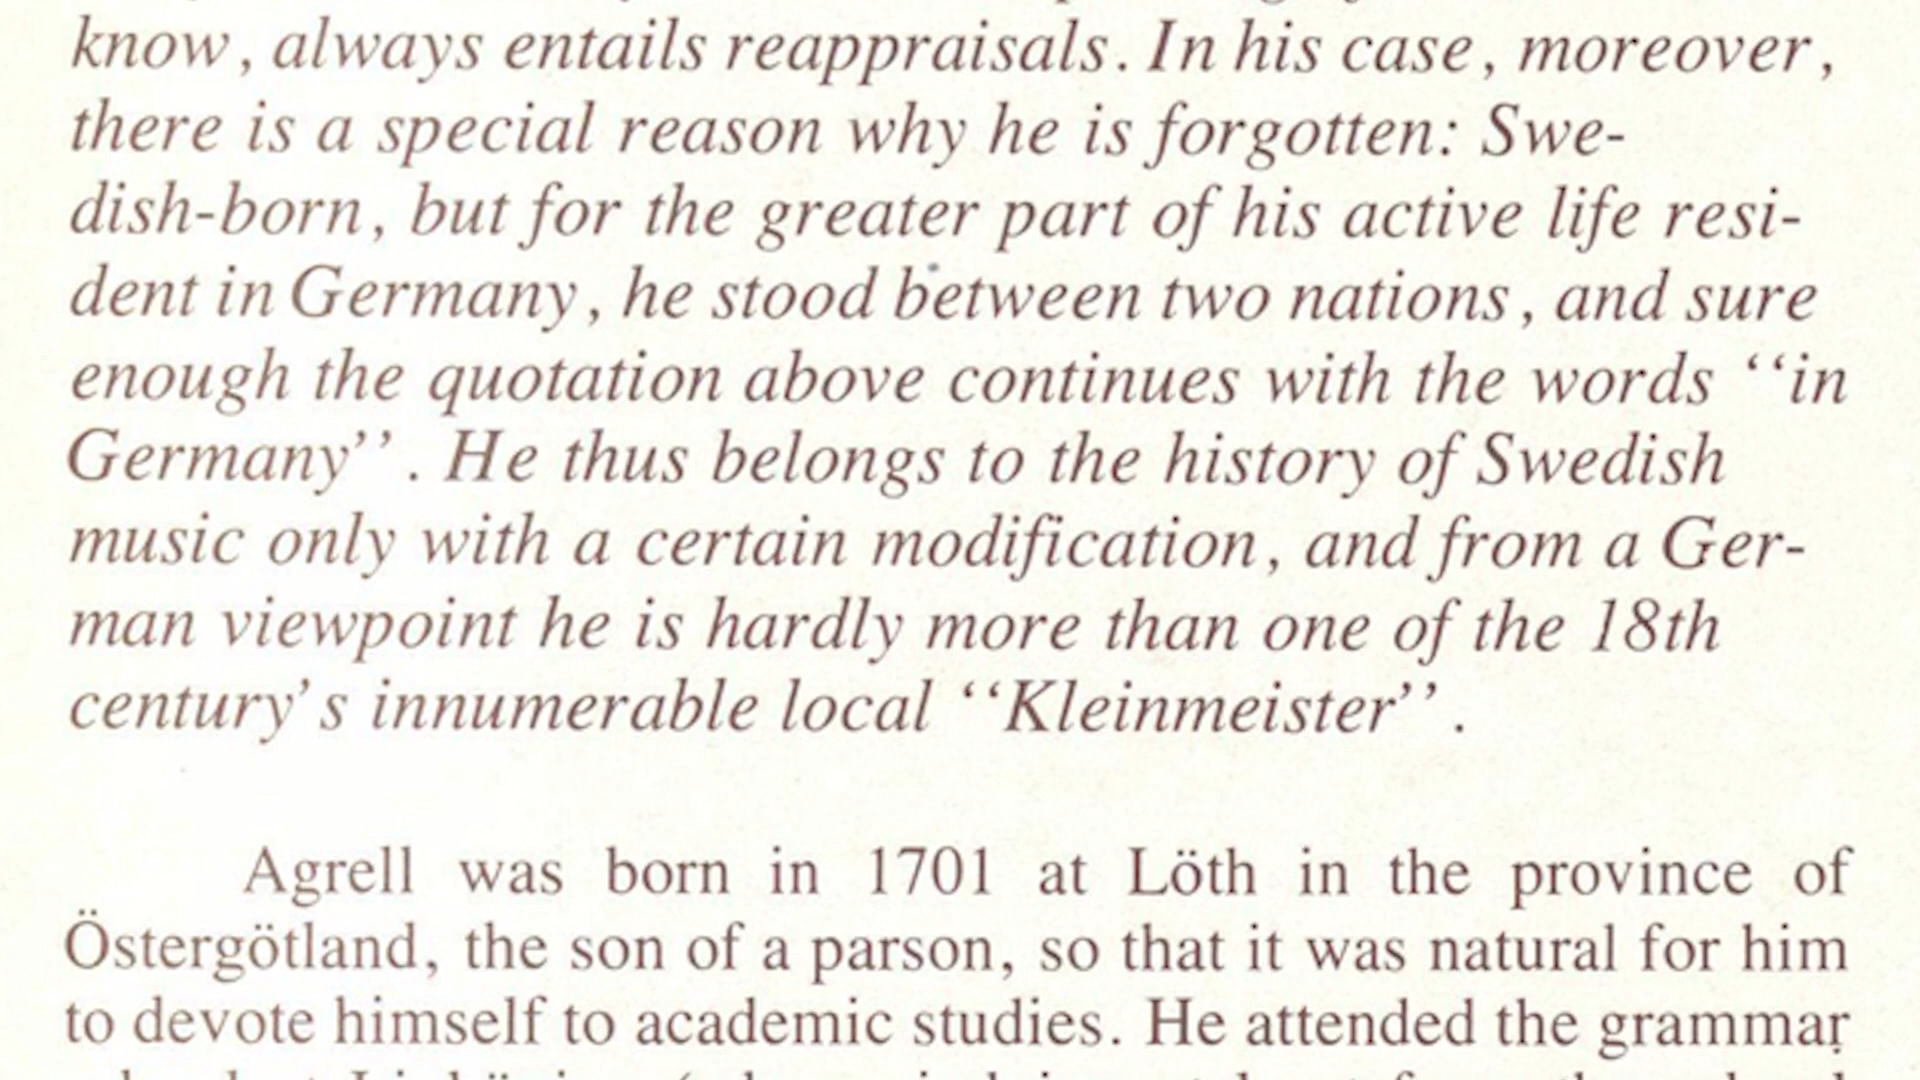 know, always entails reappraisals. In his case, moreover,
there is a special reason why he is forgotten: Swe-
dish-born, but for the greater part of his active life resi-
dent in Germany, he stood between two nations, and sure
enough the quotation above continues with the words ‘‘in
Germany’’. He thus belongs to the history of Swedish
music only with a certain modification, and from a Ger-
man viewpoint he is hardly more than one of the 18th
century’s innumerable local ‘‘Kleinmeister’’.
Agrell was born in 1701 at Löth in the province of
Östergötland, the son of a parson, so that it was natural for him
to devote himself to academic studies. He attended the grammar